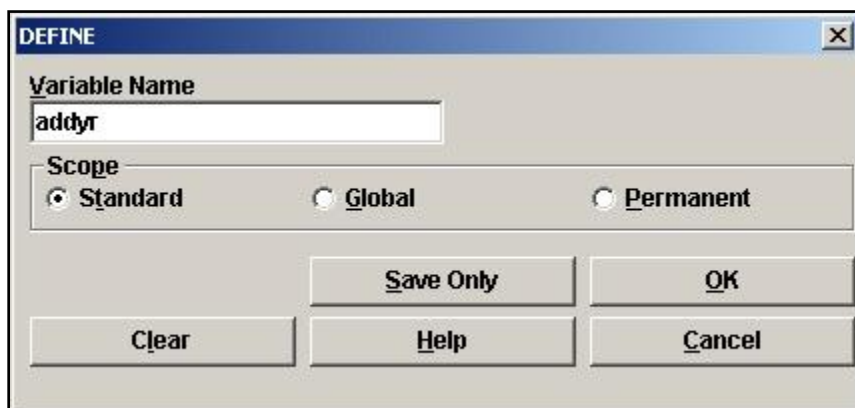 DEFINE
Variable Name
addyr
Scope
Standard Global Permanent
Save Only OK
Clear Help Cancel